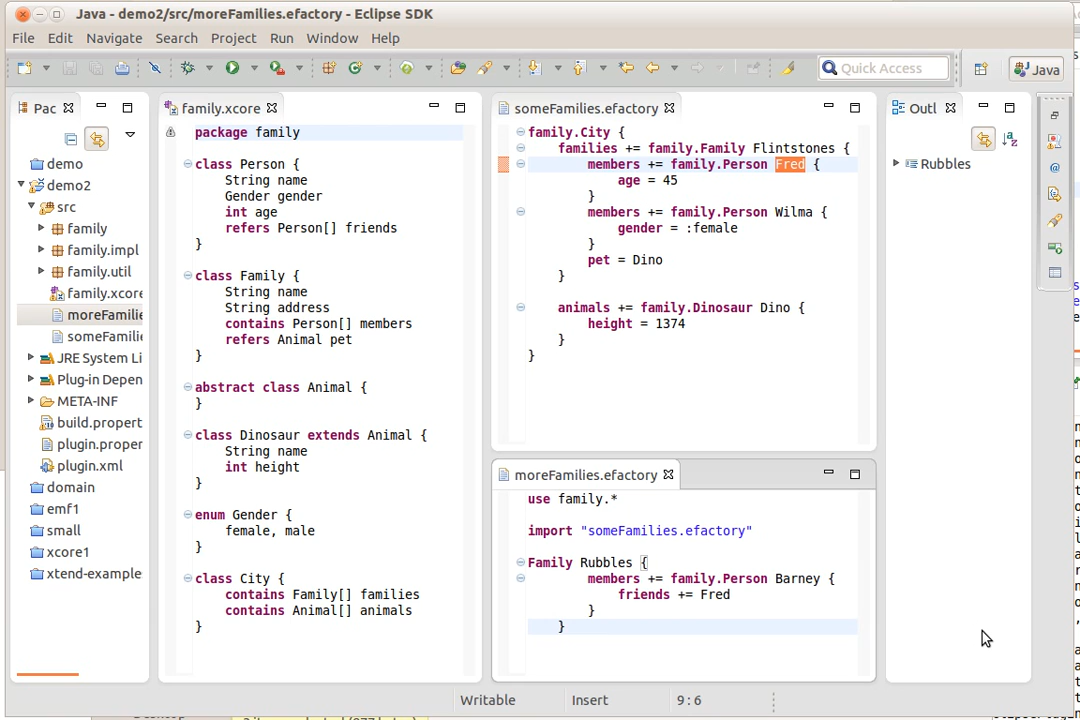 Java - demo2/src/moreFamilies.efactory - Eclipse SDK
File Edit Navigate Search Project Run Window Help
Quick Access
Java
Pac
demo
demo2
src
family
family.impl
family.util
family.xcore
moreFamilie
someFamilie
JRE System Li
Plug-in Depen
META-INF
build.propert
plugin.proper
plugin.xml
domain
emf1
small
xcore1
xtend-example
family.xcore
package family
class Person {
String name
Gender gender
int age
refers Person[] friends
}
class Family {
String name
String address
contains Person[] members
refers Animal pet
}
abstract class Animal {
}
class Dinosaur extends Animal {
String name
int height
}
enum Gender {
female, male
}
class City {
contains Family[] families
contains Animal[] animals
}
someFamilies.efactory
family.City {
families += family.Family Flintstones {
members += family.Person Fred {
age = 45
}
members += family.Person Wilma {
gender = :female
}
pet = Dino
}
animals += family.Dinosaur Dino {
height = 1374
}
}
moreFamilies.efactory
use family.*
import "someFamilies.efactory"
Family Rubbles {
members += family.Person Barney {
friends += Fred
}
}
Outl
Rubbles
Writable Insert 9:6